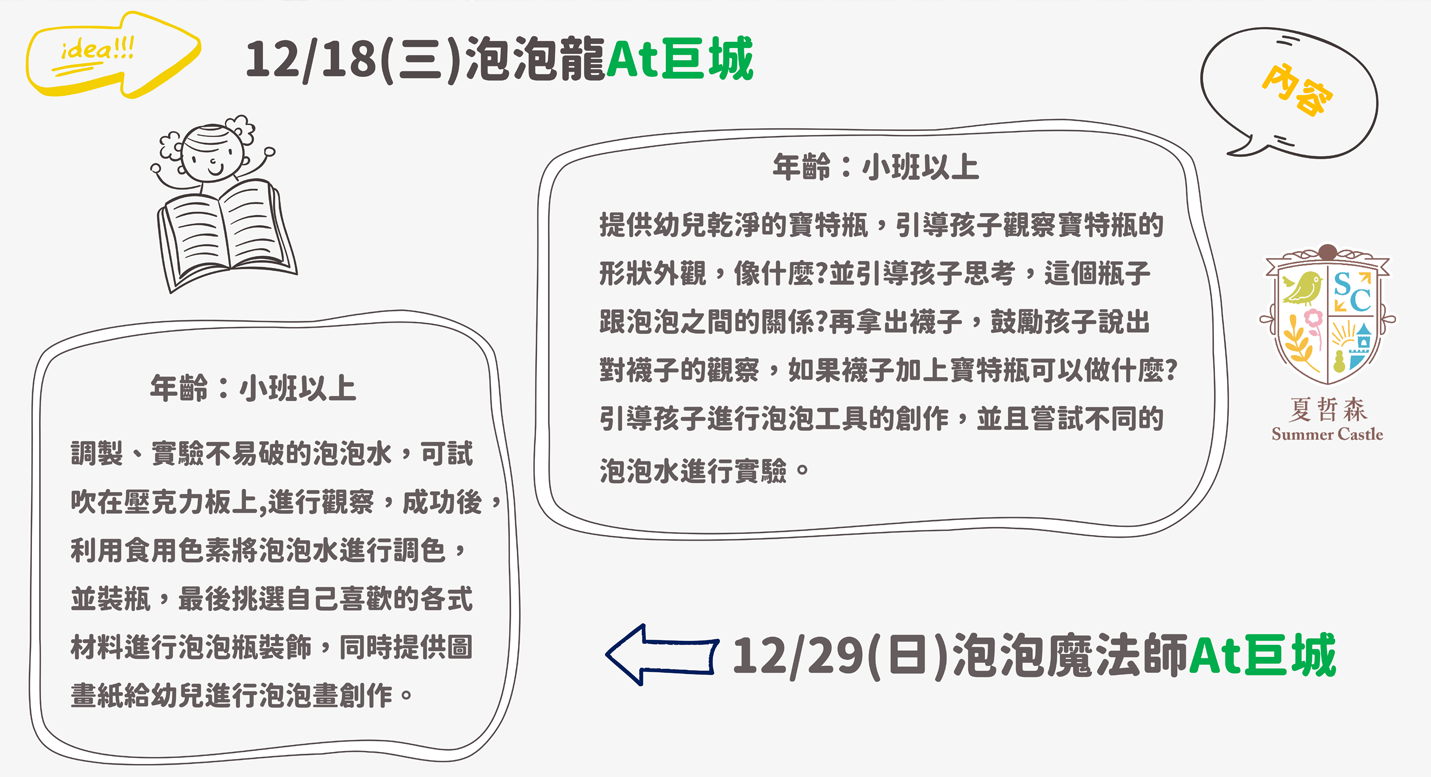 idea!!!
12/18(三)泡泡龍At巨城
內容
年齡：小班以上
提供幼兒乾淨的寶特瓶，引導孩子觀察寶特瓶的
形狀外觀，像什麼?並引導孩子思考，這個瓶子
跟泡泡之間的關係?再拿出襪子，鼓勵孩子說出
對襪子的觀察，如果襪子加上寶特瓶可以做什麼?
引導孩子進行泡泡工具的創作，並且嘗試不同的
泡泡水進行實驗。
SC
夏哲森
Summer Castle
12/29(日)泡泡魔法師At巨城
年齡：小班以上
調製、實驗不易破的泡泡水，可試
吹在壓克力板上,進行觀察，成功後，
利用食用色素將泡泡水進行調色，
並裝瓶，最後挑選自己喜歡的各式
材料進行泡泡瓶裝飾，同時提供圖
畫紙給幼兒進行泡泡畫創作。